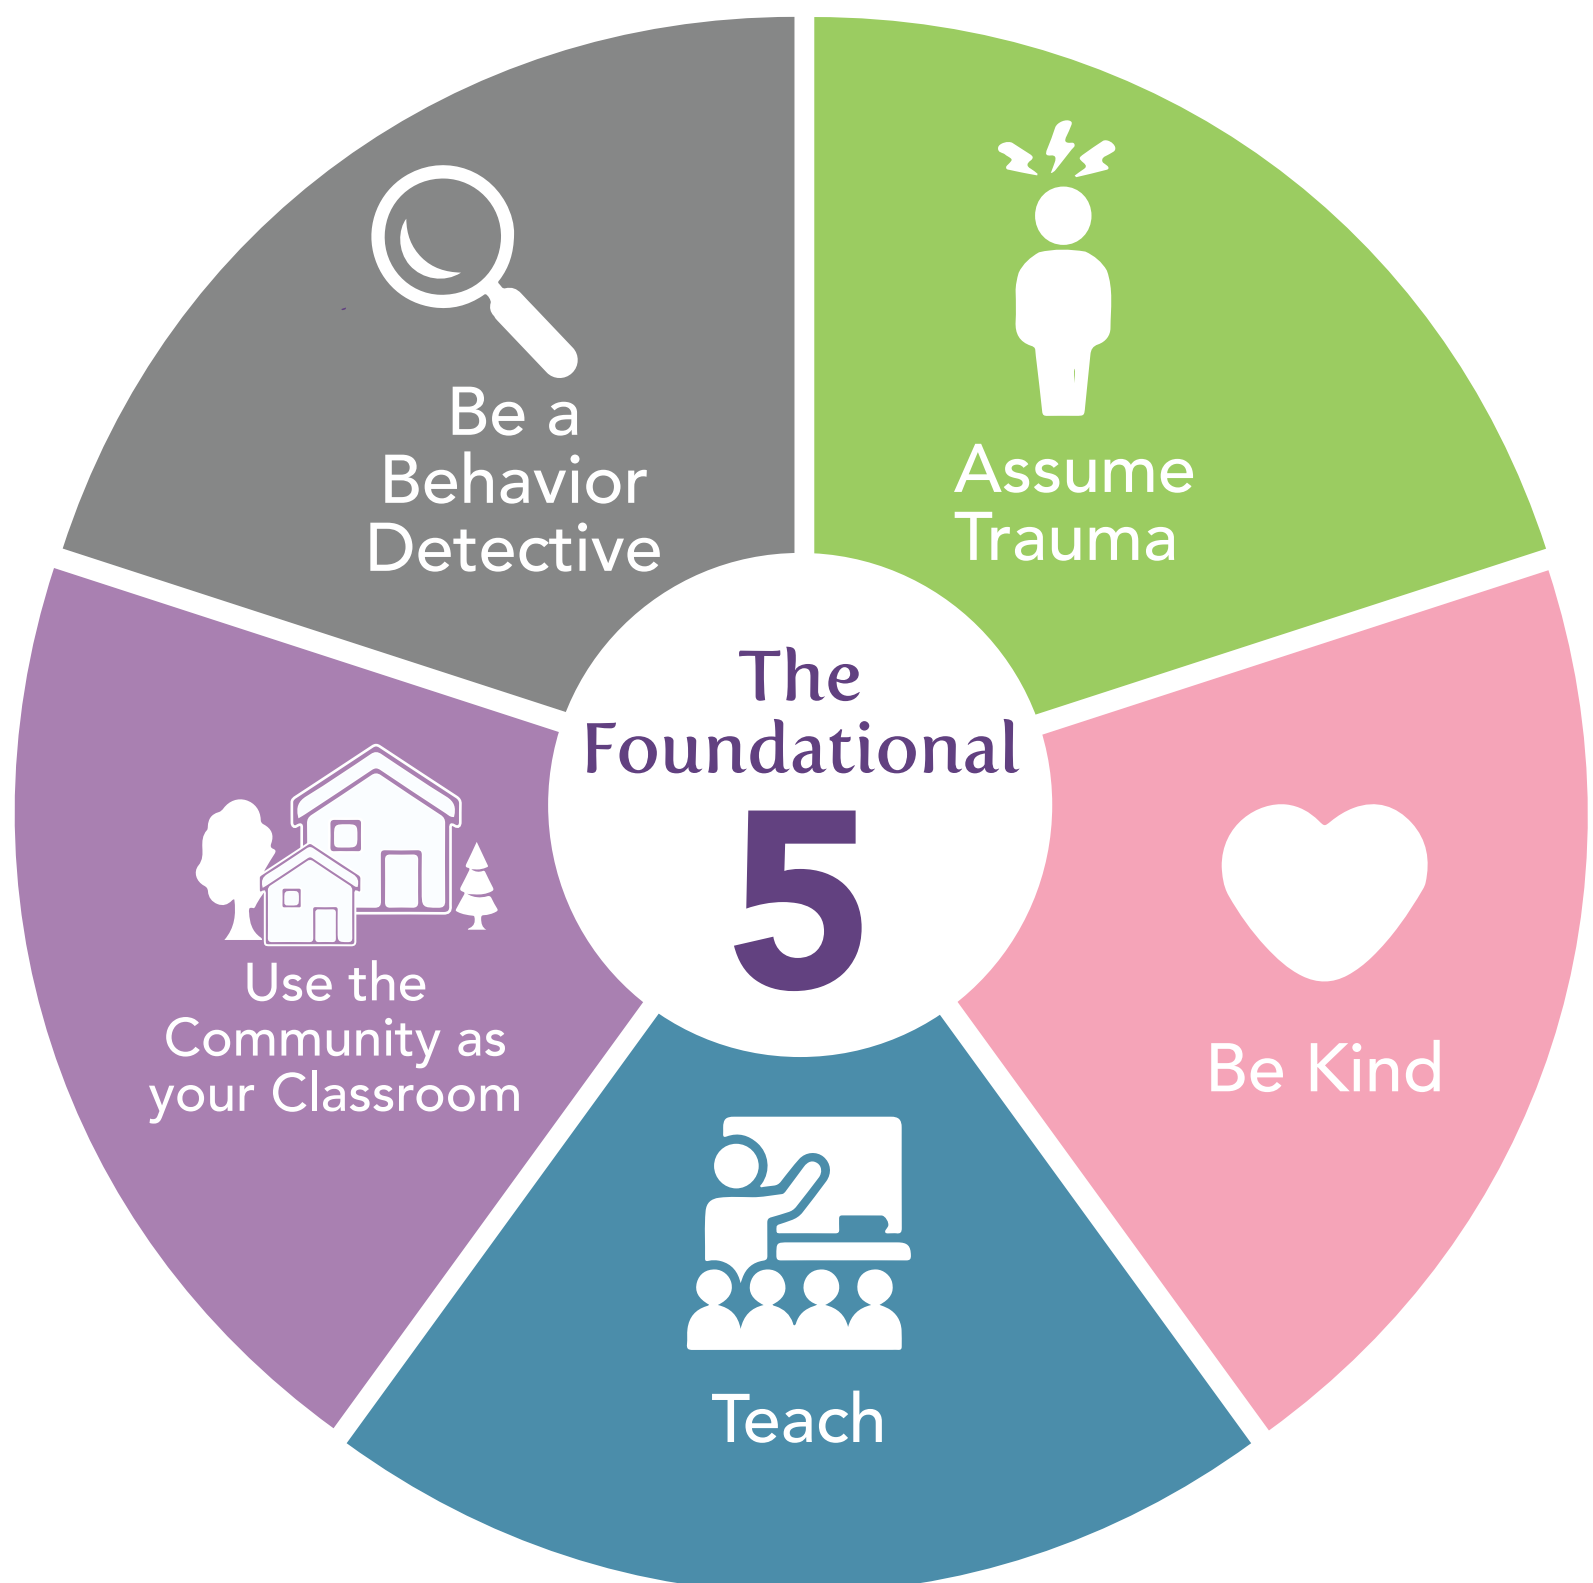 The
Foundational
5
Assume
Trauma
Be Kind
Teach
Use the
Community as
your Classroom
Be a
Behavior
Detective